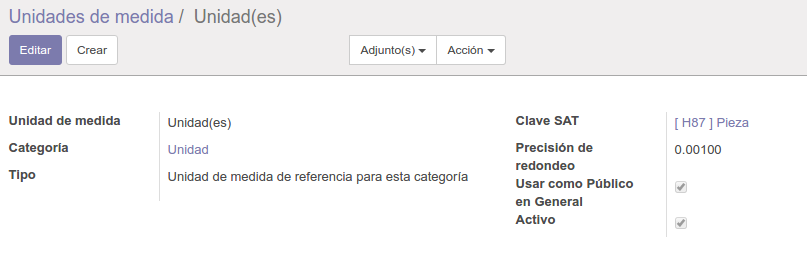 Unidades de medida / Unidad(es)
Editar Crear Adjunto(s) Acción
Unidad de medida Unidad(es) Clave SAT [ H87 ] Pieza
Categoría Unidad Precisión de redondeo 0.00100
Tipo Unidad de medida de referencia para esta categoría
Usar como Público en General
Activo